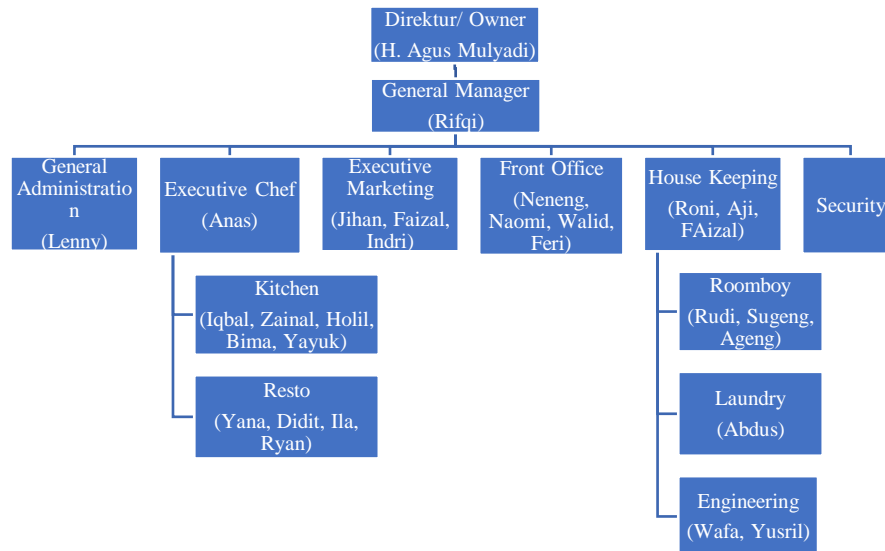 Direktur/ Owner
(H. Agus Mulyadi)
General Manager
(Rifqi)
General
Administratio
n
(Lenny)
Executive Chef
(Anas)
Executive
Marketing
(Jihan, Faizal,
Indri)
Front Office
(Neneng,
Naomi, Walid,
Feri)
House Keeping
(Roni, Aji,
FAizal)
Security
Kitchen
(Iqbal, Zainal, Holil,
Bima, Yayuk)
Resto
(Yana, Didit, Ila,
Ryan)
Roomboy
(Rudi, Sugeng,
Ageng)
Laundry
(Abdus)
Engineering
(Wafa, Yusril)